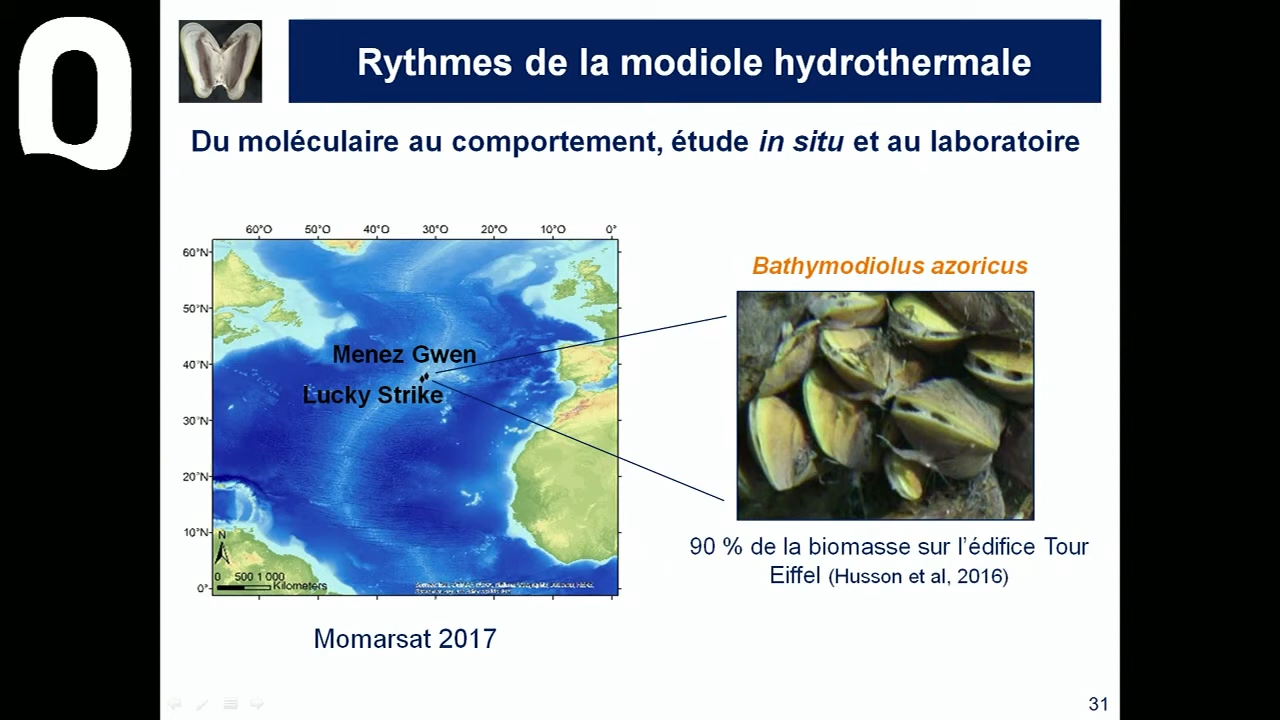 Rythmes de la modiole hydrothermale
Du moléculaire au comportement, étude in situ et au laboratoire
60°O 50°O 40°O 30°O 20°O 10°O 0°
60°N
50°N
40°N
30°N
20°N
10°N
0°
Menez Gwen
Lucky Strike
N
0 500 1 000
Kilometers
Bathymodiolus azoricus
90 % de la biomasse sur l’édifice Tour
Eiffel (Husson et al, 2016)
Momarsat 2017
31